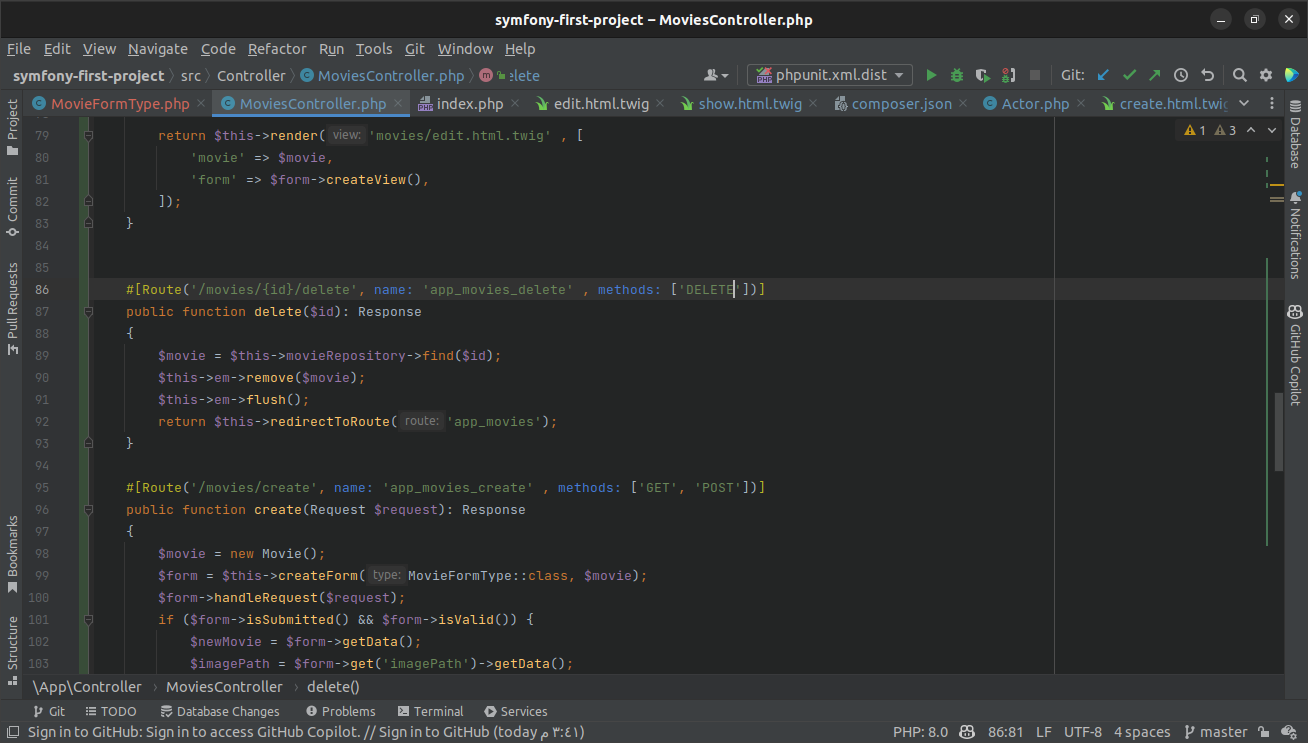 symfony-first-project – MoviesController.php
File Edit View Navigate Code Refactor Run Tools Git Window Help
symfony-first-project src Controller MoviesController.php delete phpunit.xml.dist Git:
MovieFormType.php MoviesController.php index.php edit.html.twig show.html.twig composer.json Actor.php create.html.twig
79 return $this->render( view: 'movies/edit.html.twig' , [
1 3
80 'movie' => $movie,
81 'form' => $form->createView(),
82 ]);
83 }
84
85
86 #[Route('/movies/{id}/delete', name: 'app_movies_delete' , methods: ['DELETE'])]
87 public function delete($id): Response
88 {
89 $movie = $this->movieRepository->find($id);
90 $this->em->remove($movie);
91 $this->em->flush();
92 return $this->redirectToRoute( route: 'app_movies');
93 }
94
95 #[Route('/movies/create', name: 'app_movies_create' , methods: ['GET', 'POST'])]
96 public function create(Request $request): Response
97 {
98 $movie = new Movie();
99 $form = $this->createForm( type: MovieFormType::class, $movie);
100 $form->handleRequest($request);
101 if ($form->isSubmitted() && $form->isValid()) {
102 $newMovie = $form->getData();
103 $imagePath = $form->get('imagePath')->getData();
Project
Commit
Pull Requests
Bookmarks
Structure
Database
Notifications
GitHub Copilot
\App\Controller MoviesController delete()
Git TODO Database Changes Problems Terminal Services
Sign in to GitHub: Sign in to access GitHub Copilot. // Sign in to GitHub (today ٣:٤١ م) PHP: 8.0 86:81 LF UTF-8 4 spaces master